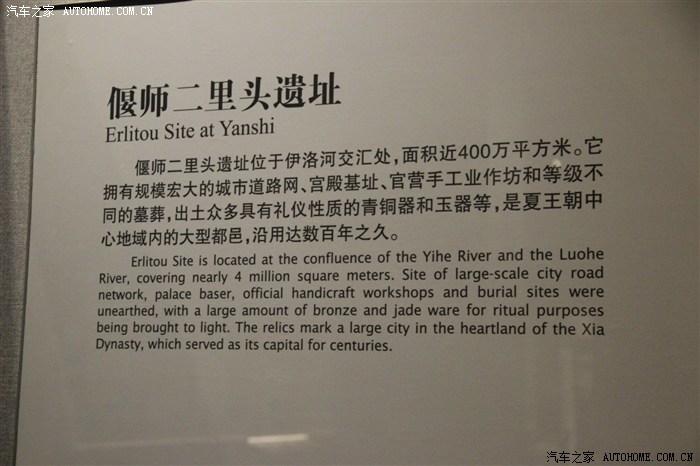 汽车之家 AUTOHOME.COM.CN
偃师二里头遗址
Erlitou Site at Yanshi
偃师二里头遗址位于伊洛河交汇处，面积近400万平方米。它
拥有规模宏大的城市道路网、宫殿基址、官营手工业作坊和等级不
同的墓葬，出土众多具有礼仪性质的青铜器和玉器等，是夏王朝中
心地域内的大型都邑，沿用达数百年之久。
Erlitou Site is located at the confluence of the Yihe River and the Luohe
River, covering nearly 4 million square meters. Site of large-scale city road
network, palace baser, official handicraft workshops and burial sites were
unearthed, with a large amount of bronze and jade ware for ritual purposes
being brought to light. The relics mark a large city in the heartland of the Xia
Dynasty, which served as its capital for centuries.
汽车之家 AUTOHOME.COM.CN